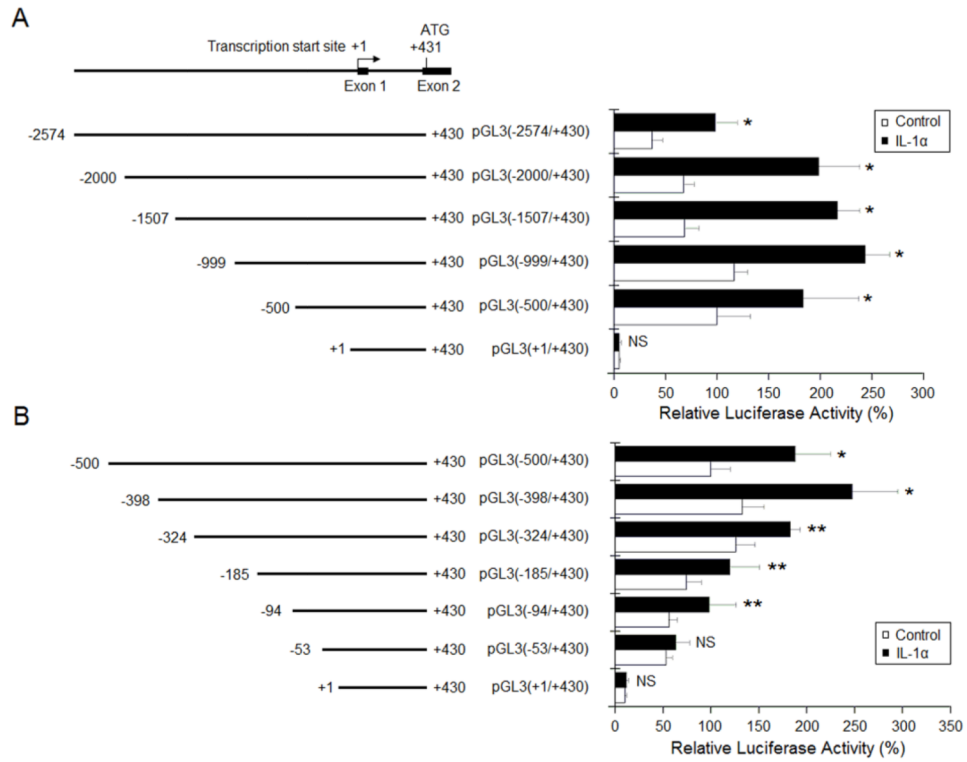 A
ATG
Transcription start site +1 +431
Exon 1 Exon 2
-2574 +430 pGL3(-2574/+430) *
Control
IL-1α
-2000 +430 pGL3(-2000/+430) *
-1507 +430 pGL3(-1507/+430) *
-999 +430 pGL3(-999/+430) *
-500 +430 pGL3(-500/+430) *
+1 +430 pGL3(+1/+430) NS
0 50 100 150 200 250 300
Relative Luciferase Activity (%)
B
-500 +430 pGL3(-500/+430) *
-398 +430 pGL3(-398/+430) *
-324 +430 pGL3(-324/+430) **
-185 +430 pGL3(-185/+430) **
-94 +430 pGL3(-94/+430) **
-53 +430 pGL3(-53/+430) NS
Control
IL-1α
+1 +430 pGL3(+1/+430) NS
0 50 100 150 200 250 300 350
Relative Luciferase Activity (%)